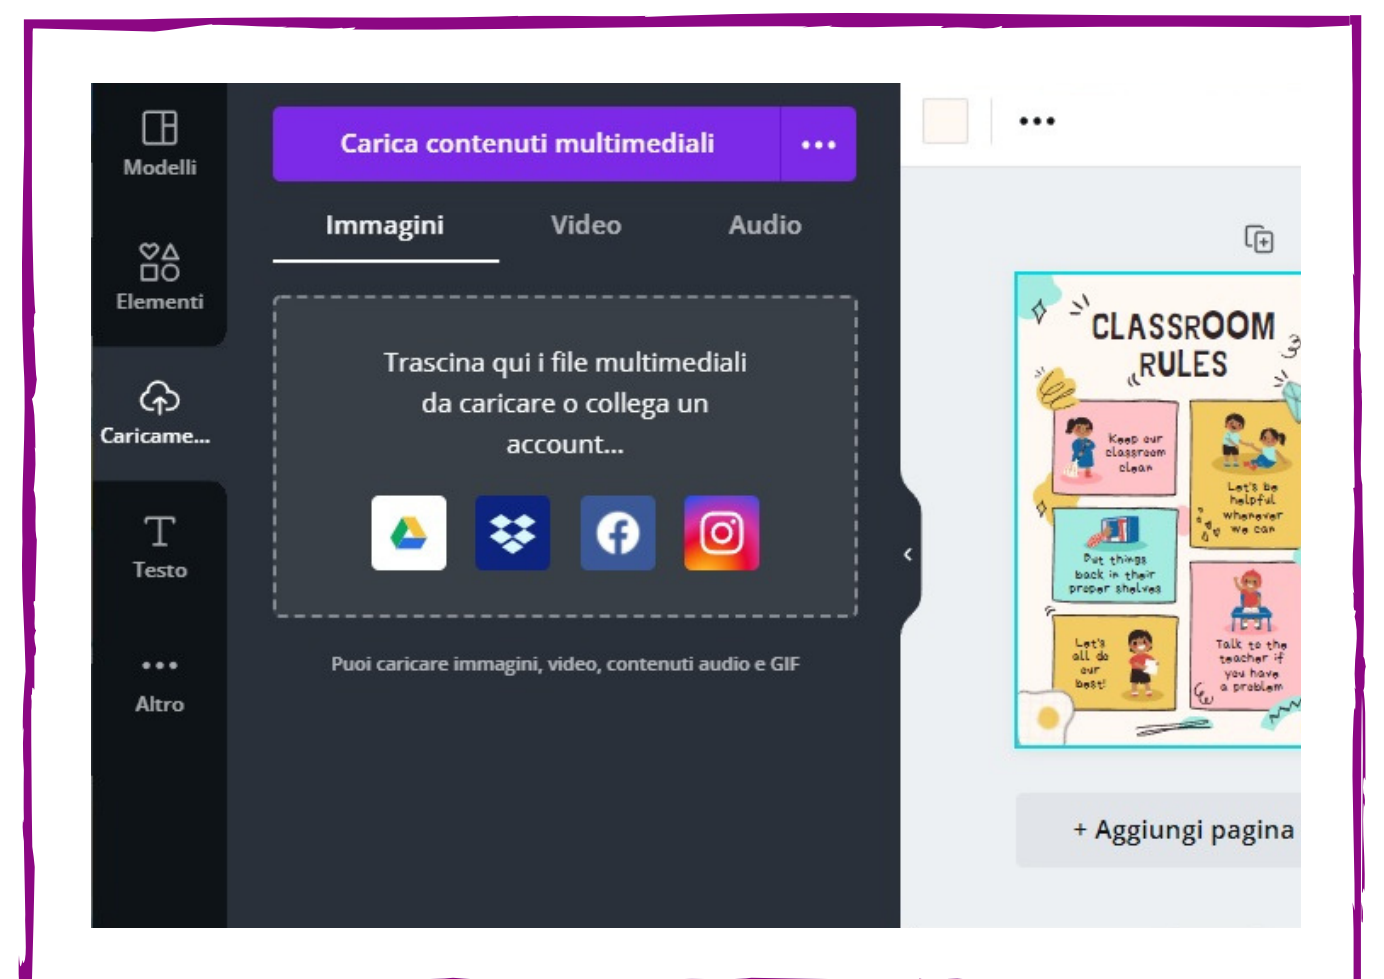 Modelli
Elementi
Caricame...
Testo
Altro
Carica contenuti multimediali
Immagini Video Audio
Trascina qui i file multimediali
da caricare o collega un
account...
Puoi caricare immagini, video, contenuti audio e GIF
CLASSROOM
RULES
Keep our
classroom
clean
Let's be
helpful
whenever
we can
Put things
back in their
proper shelves
Let's
all do
our
best!
Talk to the
teacher if
you have
a problem
+ Aggiungi pagina